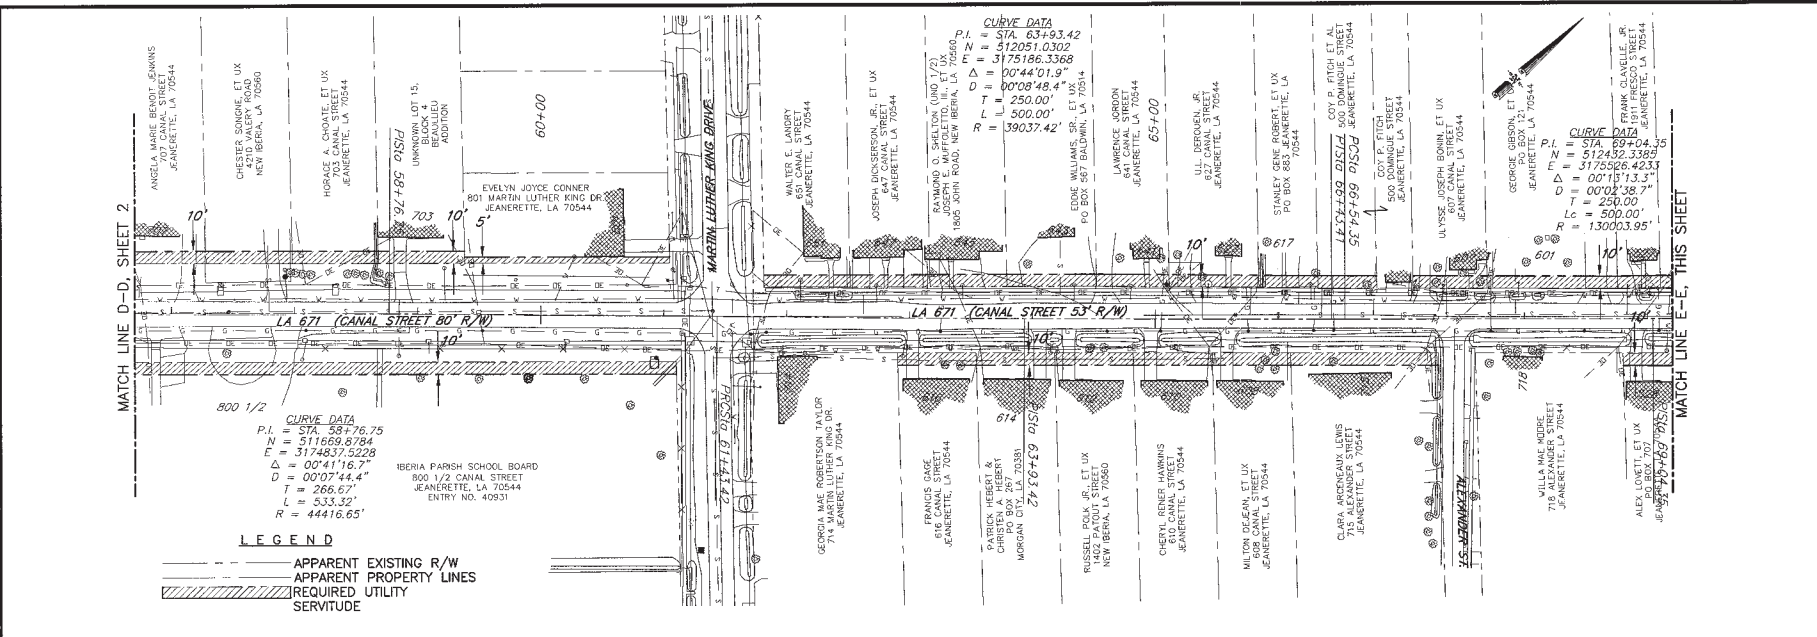 MATCH LINE D-D, SHEET 2
ANGELA MARIE BENOIT JENKINS
707 CANAL STREET
JEANERETTE, LA 70544
CHESTER SONGNE, ET UX
421D VALERY ROAD
NEW IBERIA, LA 70560
HORACE A. CHOATE, ET UX
703 CANAL STREET
JEANERETTE, LA 70544
PISta 58+76.
UNKNOWN LOT 15,
BLOCK 4
BEAULIEU
ADDITION
60+00
EVELYN JOYCE CONNER
801 MARTIN LUTHER KING DR.
JEANERETTE, LA 70544
703
10'
10'
5'
MARTIN LUTHER KING DRIVE
WALTER E. LANDRY
651 CANAL STREET
JEANERETTE, LA 70544
JOSEPH DICKSERSON, JR., ET UX
647 CANAL STREET
JEANERETTE, LA 70544
RAYMOND O. SHELTON (UND 1/2)
JOSEPH E. MUFFOLETTO, III., ET UX
1805 JOHN ROAD, NEW IBERIA, LA 70560
CURVE DATA
P.I. = STA. 63+93.42
N = 512051.0302
E = 3175186.3368
Δ = 00°44'01.9"
D = 00°08'48.4"
T = 250.00'
L = 500.00'
R = 39037.42'
EDDIE WILLIAMS, SR., ET UX
PO BOX 567 BALDWIN, LA 70514
LAWRENCE JORDON
641 CANAL STREET
JEANERETTE, LA 70544
65+00
U.L. DEROUEN, JR.
627 CANAL STREET
JEANERETTE, LA 70544
STANLEY GENE ROBERT, ET UX
PO BOX 883 JEANERETTE, LA
70544
617
10'
COY P. FITCH ET AL
500 DOMINGUE STREET
JEANERETTE, LA 70544
PTSta 66+43.41
PCSta 66+54.35
COY P. FITCH
500 DOMINGUE STREET
JEANERETTE, LA 70544
ULYSSE JOSEPH BONIN, ET UX
607 CANAL STREET
JEANERETTE, LA 70544
GEORGIE GIBSON, ET
PO BOX 121
JEANERETTE, LA 70544
FRANK CLAVELLE, JR.
1911 FRESCO STREET
JEANERETTE, LA 70544
CURVE DATA
P.I. = STA. 69+04.35
N = 512432.3385
E = 3175526.4233
Δ = 00°13'13.3"
D = 00°02'38.7"
T = 250.00'
Lc = 500.00'
R = 130003.95'
601
10'
MATCH LINE E-E, THIS SHEET
LA 671 (CANAL STREET 80' R/W)
LA 671 (CANAL STREET 53' R/W)
10'
10'
10'
800 1/2
CURVE DATA
P.I. = STA. 58+76.75
N = 511669.8784
E = 3174837.5228
Δ = 00°41'16.7"
D = 00°07'44.4"
T = 266.67'
L = 533.32'
R = 44416.65'
IBERIA PARISH SCHOOL BOARD
800 1/2 CANAL STREET
JEANERETTE, LA 70544
ENTRY NO. 40931
PRCSta 61+43.42
GEORGIA MAE ROBERTSON TAYLOR
714 MARTIN LUTHER KING DR.
JEANERETTE, LA 70544
FRANCIS GAGE
616 CANAL STREET
JEANERETTE, LA 70544
614
PATRICK HEBERT &
CHRISTEN A. HEBERT
PO BOX 267
MORGAN CITY, LA 70381
PISta 63+93.42
RUSSELL POLK JR., ET UX
1402 PATOUT STREET
NEW IBERIA, LA 70560
CHERYL RENER HAWKINS
610 CANAL STREET
JEANERETTE, LA 70544
MILTON DEJEAN, ET UX
608 CANAL STREET
JEANERETTE, LA 70544
CLARA ARCENEAUX LEWIS
715 ALEXANDER STREET
JEANERETTE, LA 70544
ALEXANDER ST.
718
WILLA MAE MOORE
718 ALEXANDER STREET
JEANERETTE, LA 70544
ALEX LOVETT, ET UX
PO BOX 707
LEGEND
APPARENT EXISTING R/W
APPARENT PROPERTY LINES
REQUIRED UTILITY
SERVITUDE